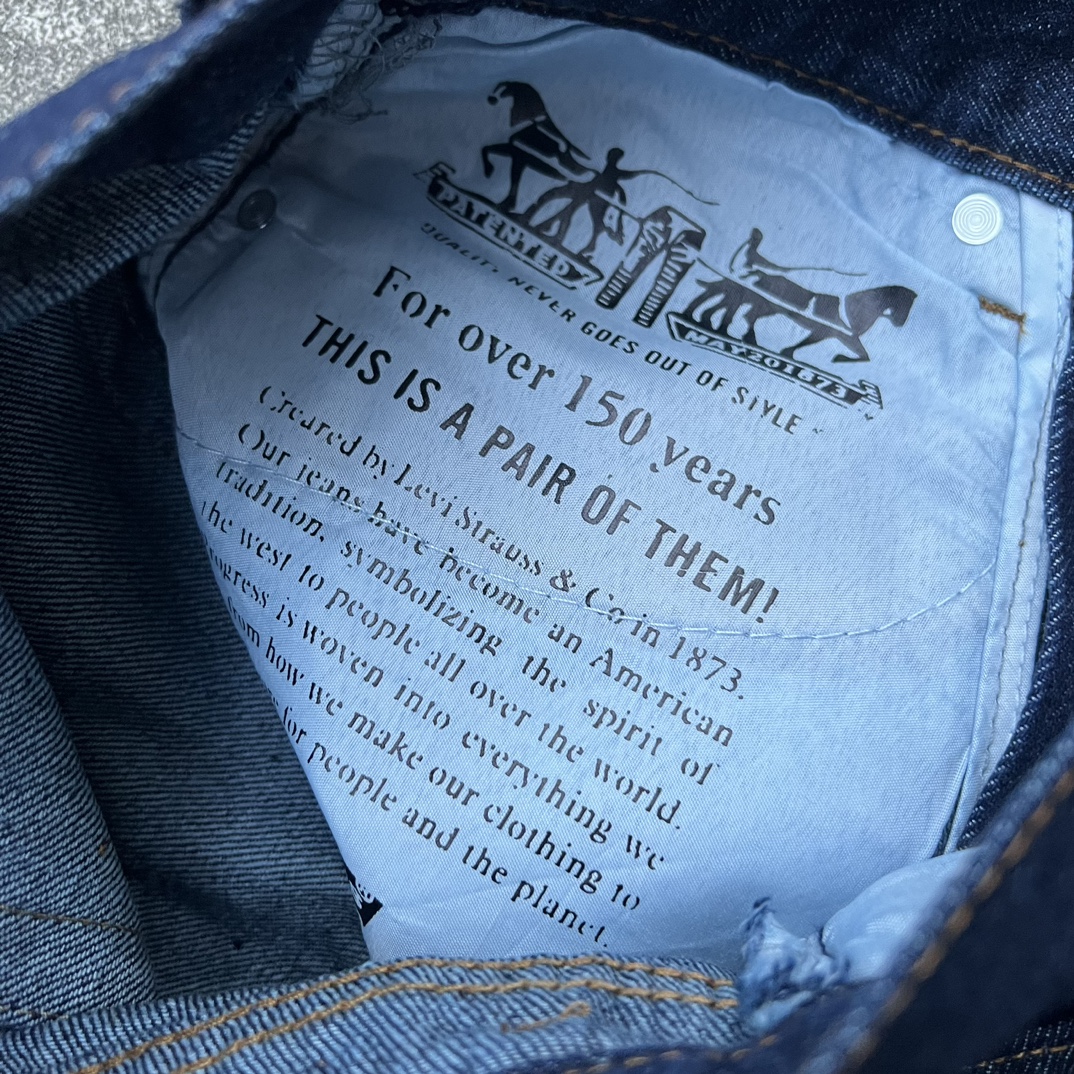 PATENTED
MAY 20 1873
QUALITY NEVER GOES OUT OF STYLE
For over 150 years
THIS IS A PAIR OF THEM!
Created by Levi Strauss & Co in 1873.
Our jeans have become an American
tradition, symbolizing the spirit of
the west to people all over the world.
rogress is woven into everything we
from how we make our clothing to
for people and the planet.